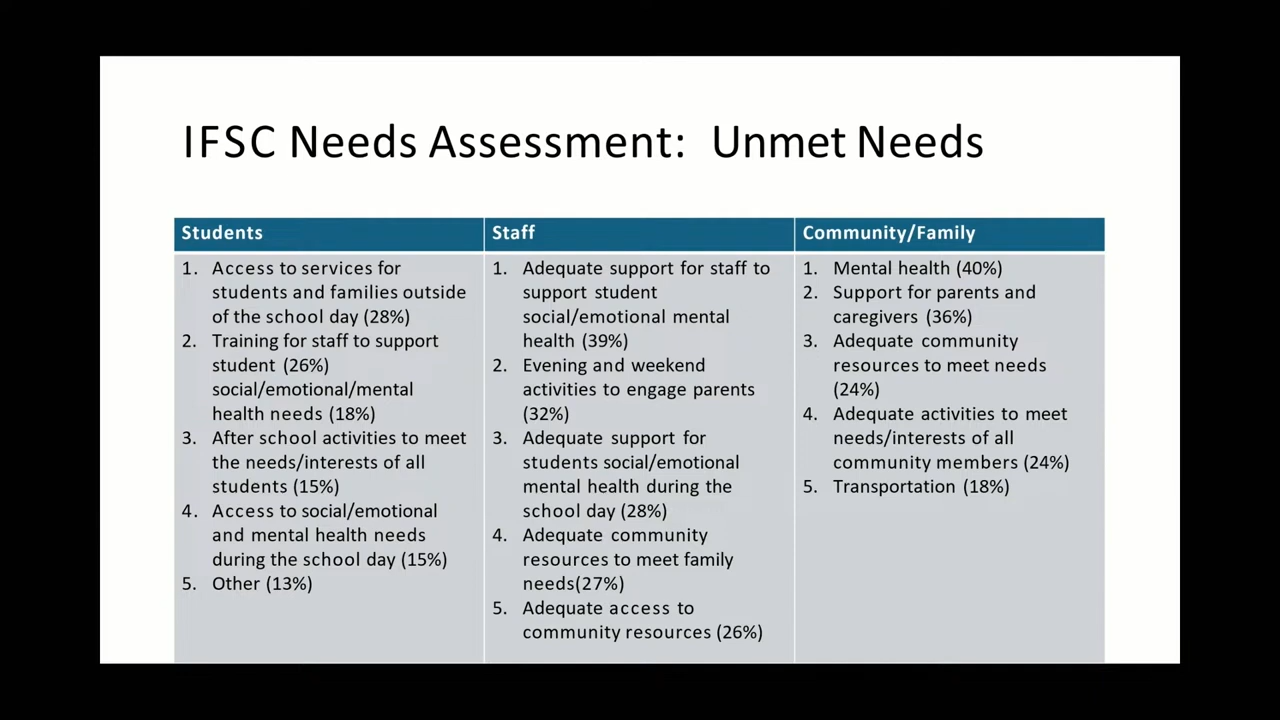 IFSC Needs Assessment: Unmet Needs
Students
1. Access to services for
students and families outside
of the school day (28%)
2. Training for staff to support
student (26%)
social/emotional/mental
health needs (18%)
3. After school activities to meet
the needs/interests of all
students (15%)
4. Access to social/emotional
and mental health needs
during the school day (15%)
5. Other (13%)
Staff
1. Adequate support for staff to
support student
social/emotional mental
health (39%)
2. Evening and weekend
activities to engage parents
(32%)
3. Adequate support for
students social/emotional
mental health during the
school day (28%)
4. Adequate community
resources to meet family
needs(27%)
5. Adequate access to
community resources (26%)
Community/Family
1. Mental health (40%)
2. Support for parents and
caregivers (36%)
3. Adequate community
resources to meet needs
(24%)
4. Adequate activities to meet
needs/interests of all
community members (24%)
5. Transportation (18%)